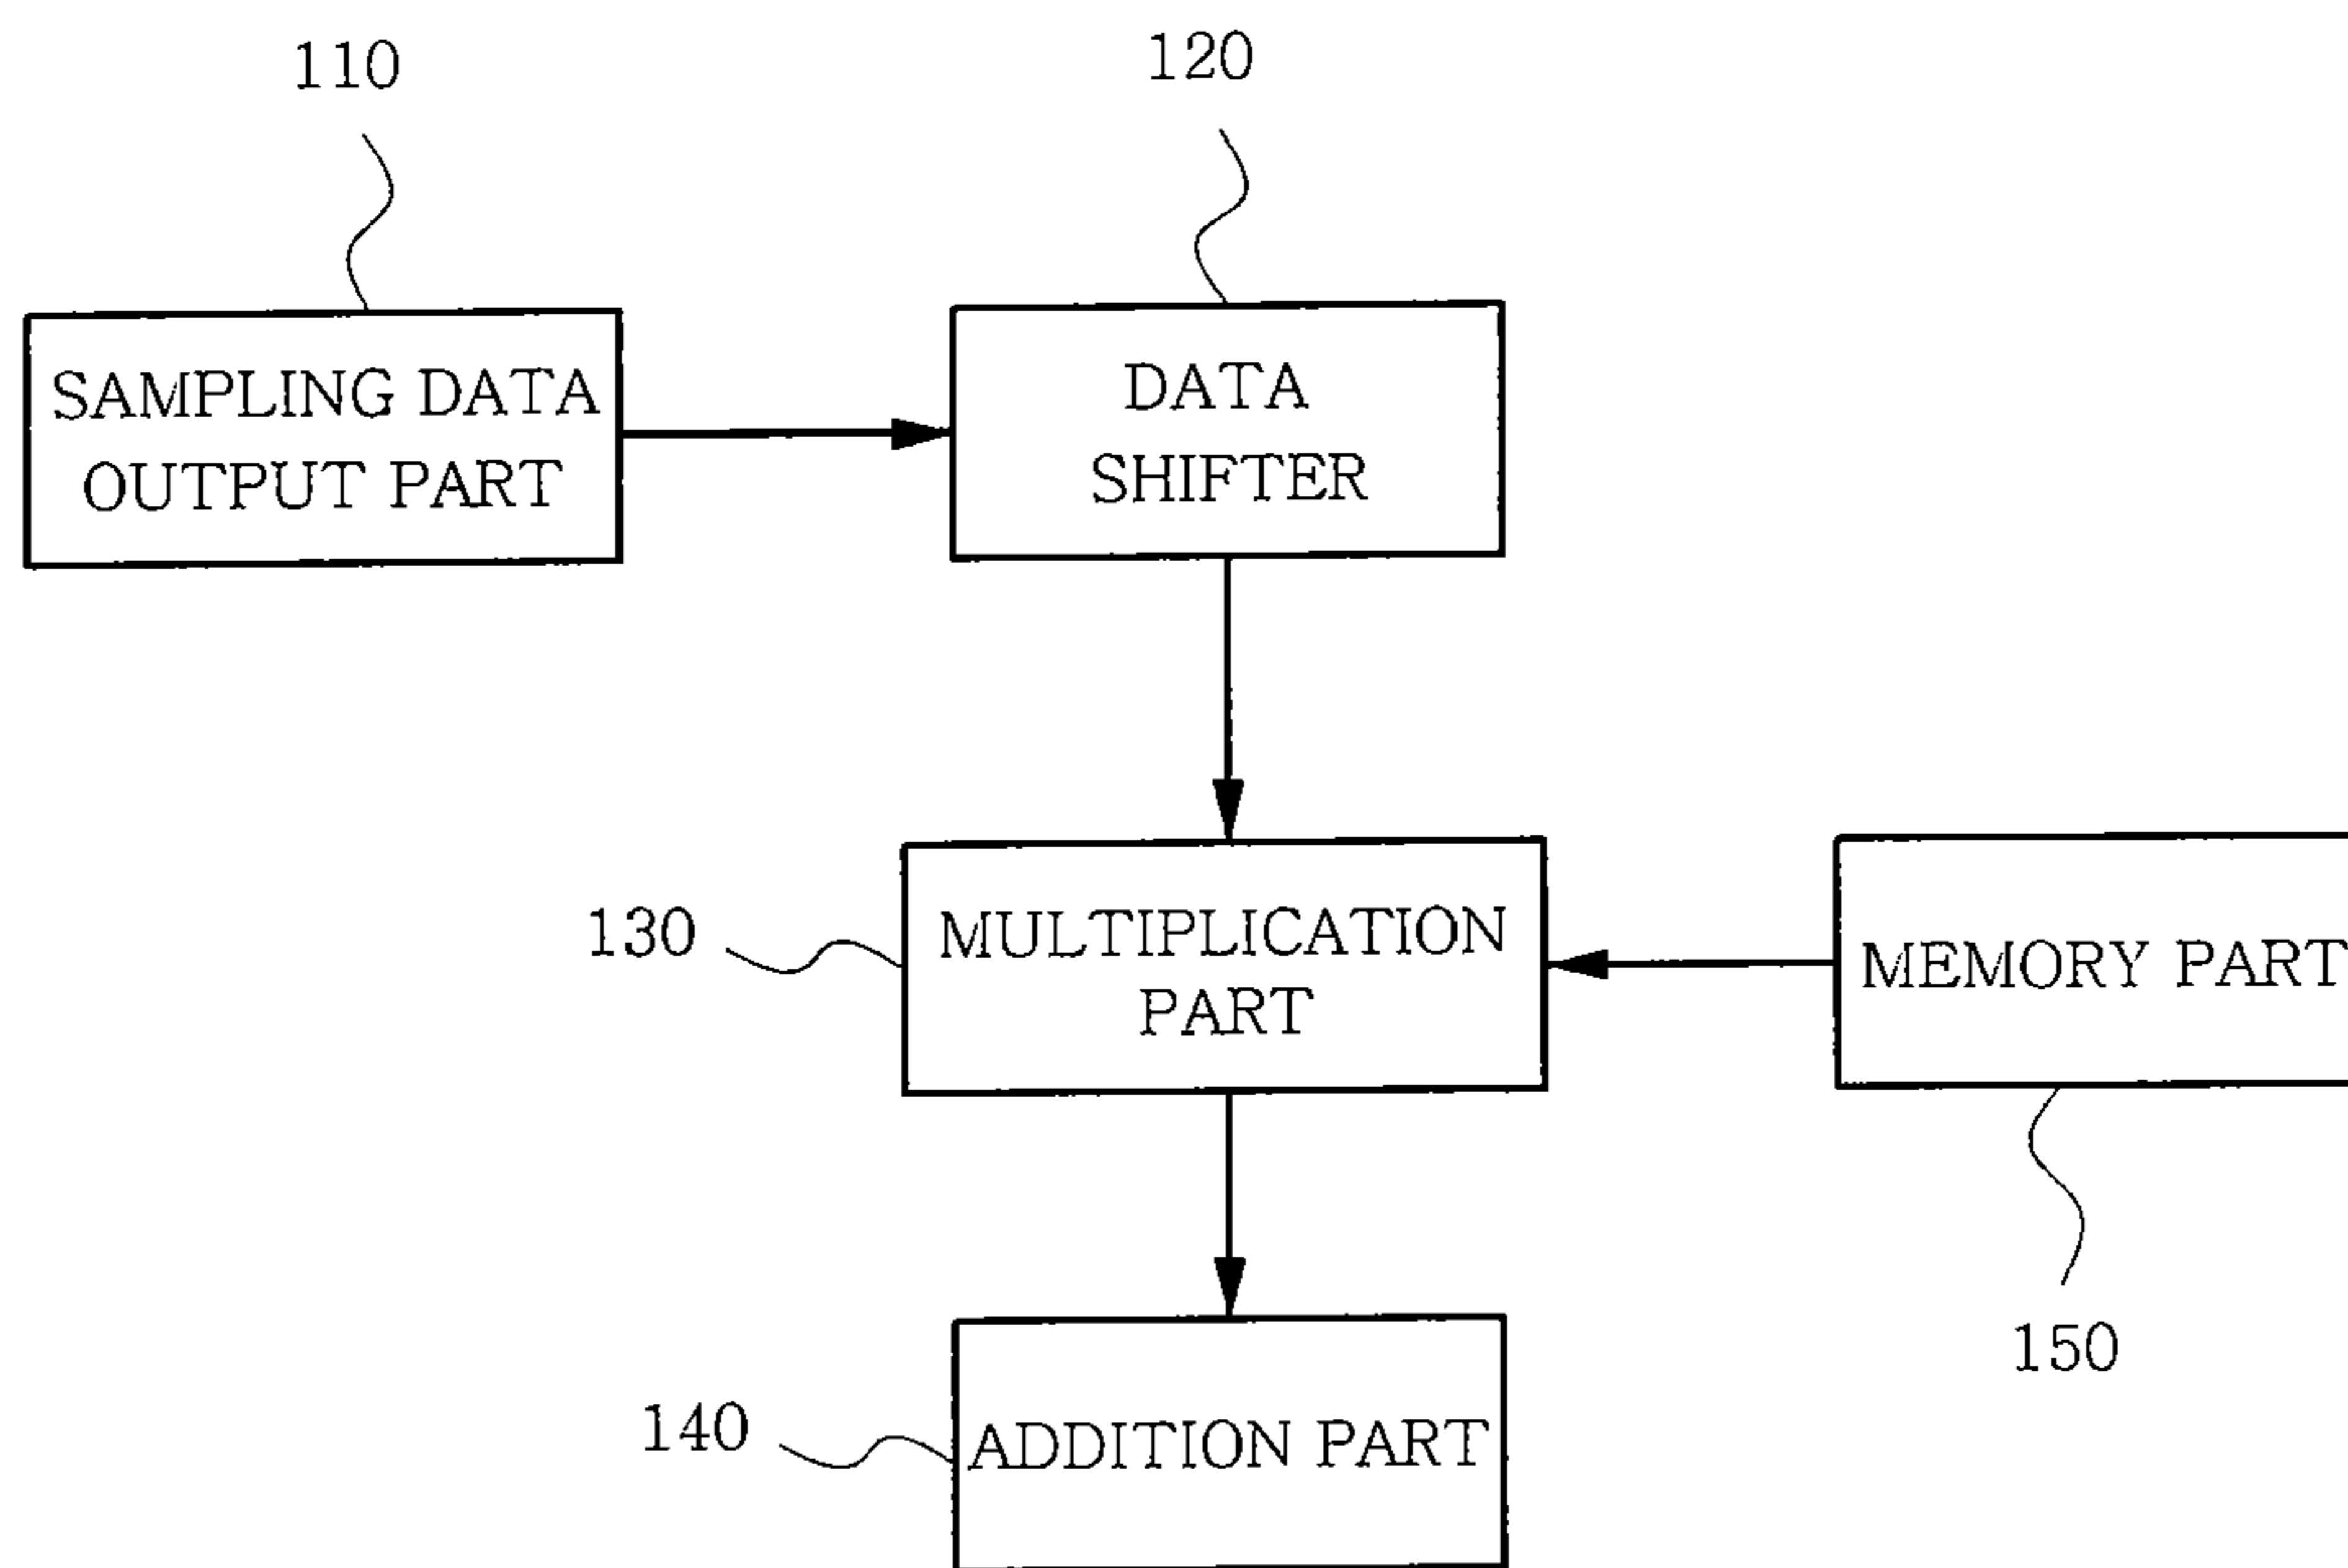 110
120
SAMPLING DATA
OUTPUT PART
DATA
SHIFTER
130
MULTIPLICATION
PART
MEMORY PART
150
140
ADDITION PART